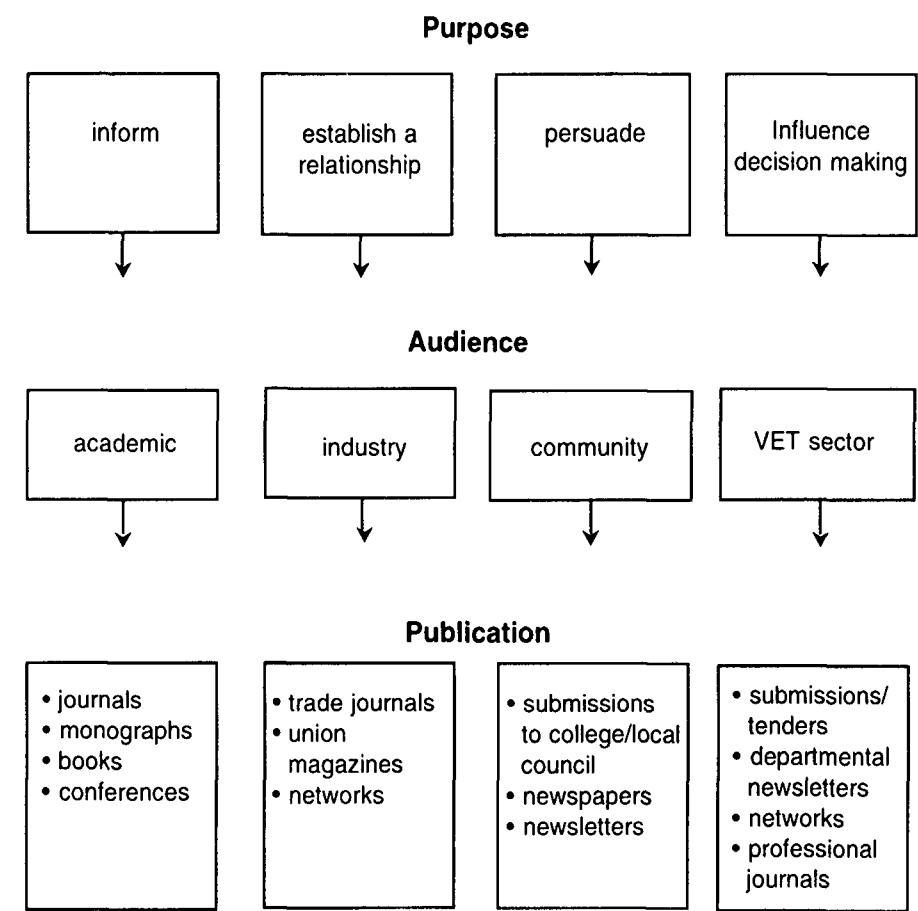 Purpose
inform
establish a
relationship
persuade
Influence
decision making
Audience
academic
industry
community
VET sector
Publication
• journals
• monographs
• books
• conferences
• trade journals
• union
magazines
• networks
• submissions
to college/local
council
• newspapers
• newsletters
• submissions/
tenders
• departmental
newsletters
• networks
• professional
journals